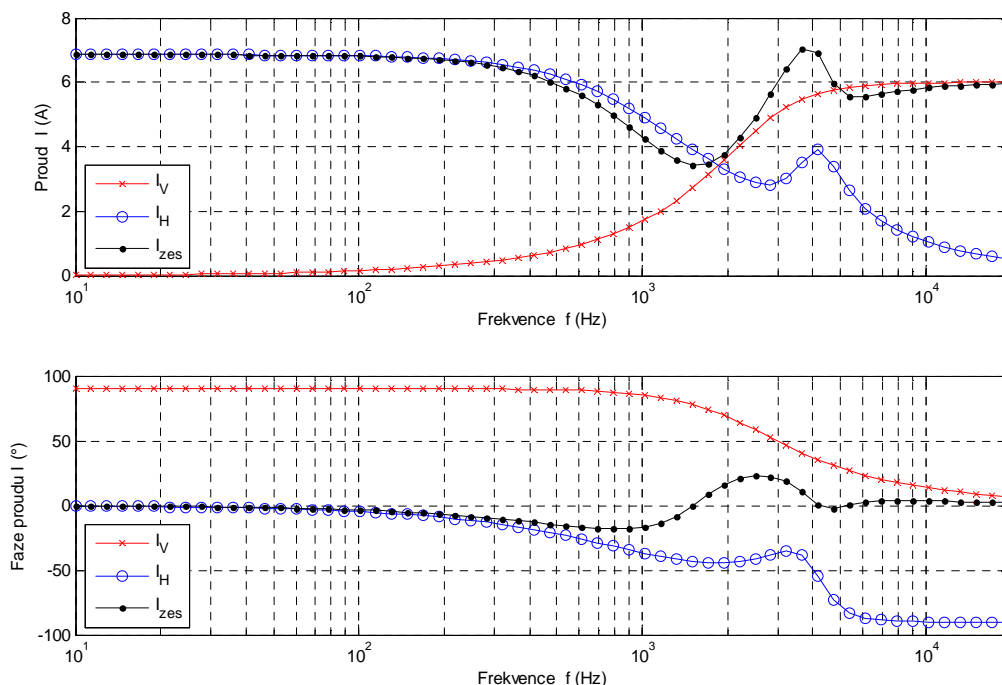 8
6
4
2
0
Proud I (A)
I_V
I_H
I_zes
10^1
10^2
10^3
10^4
Frekvence f (Hz)
100
50
0
-50
-100
Faze proudu I (°)
I_V
I_H
I_zes
10^1
10^2
10^3
10^4
Frekvence f (Hz)